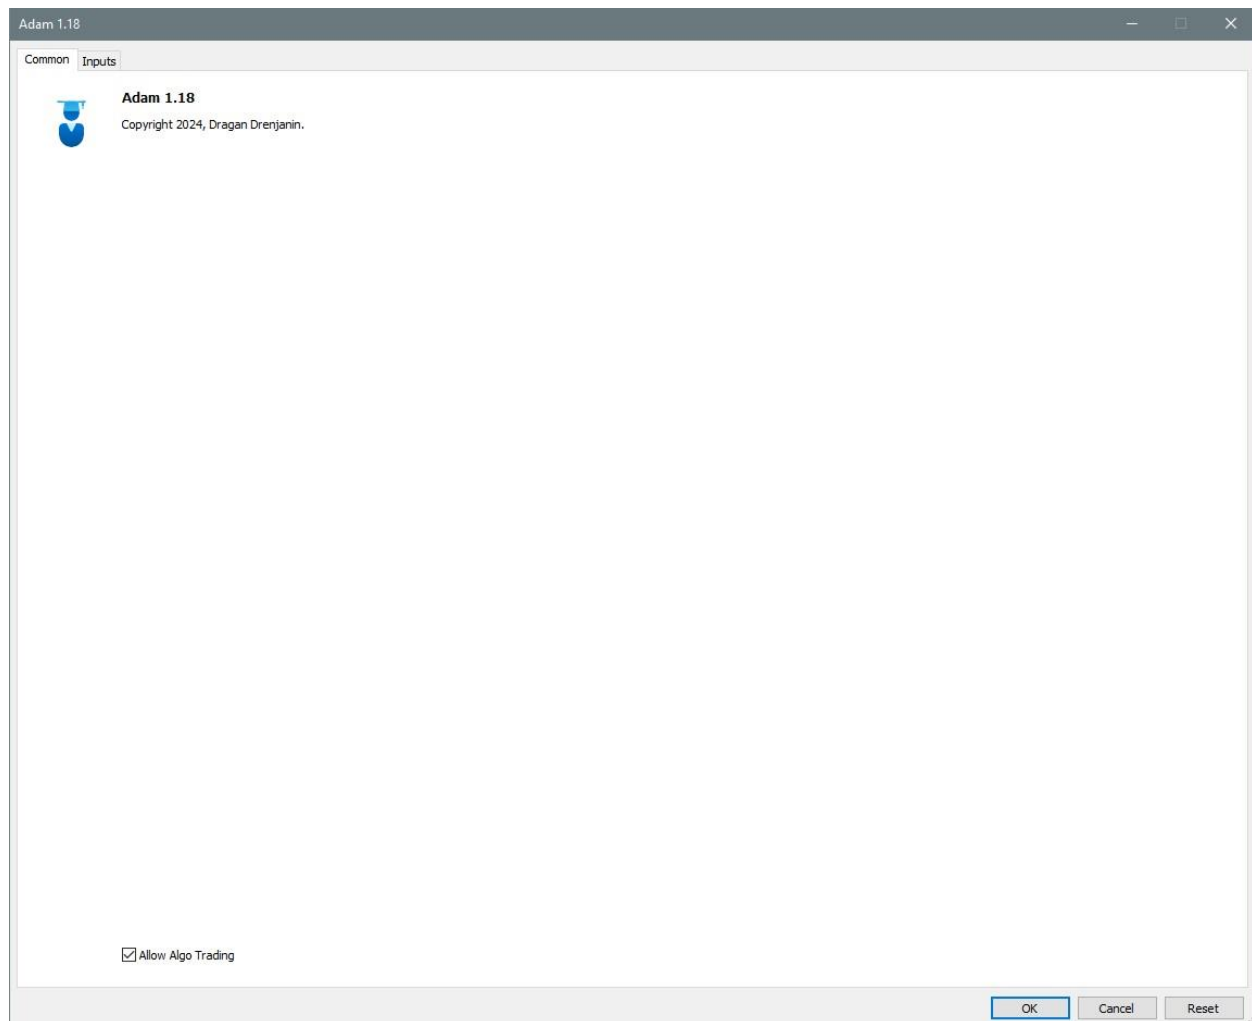 Adam 1.18
Common Inputs
Adam 1.18
Copyright 2024, Dragan Drenjanin.
Allow Algo Trading
OK Cancel Reset